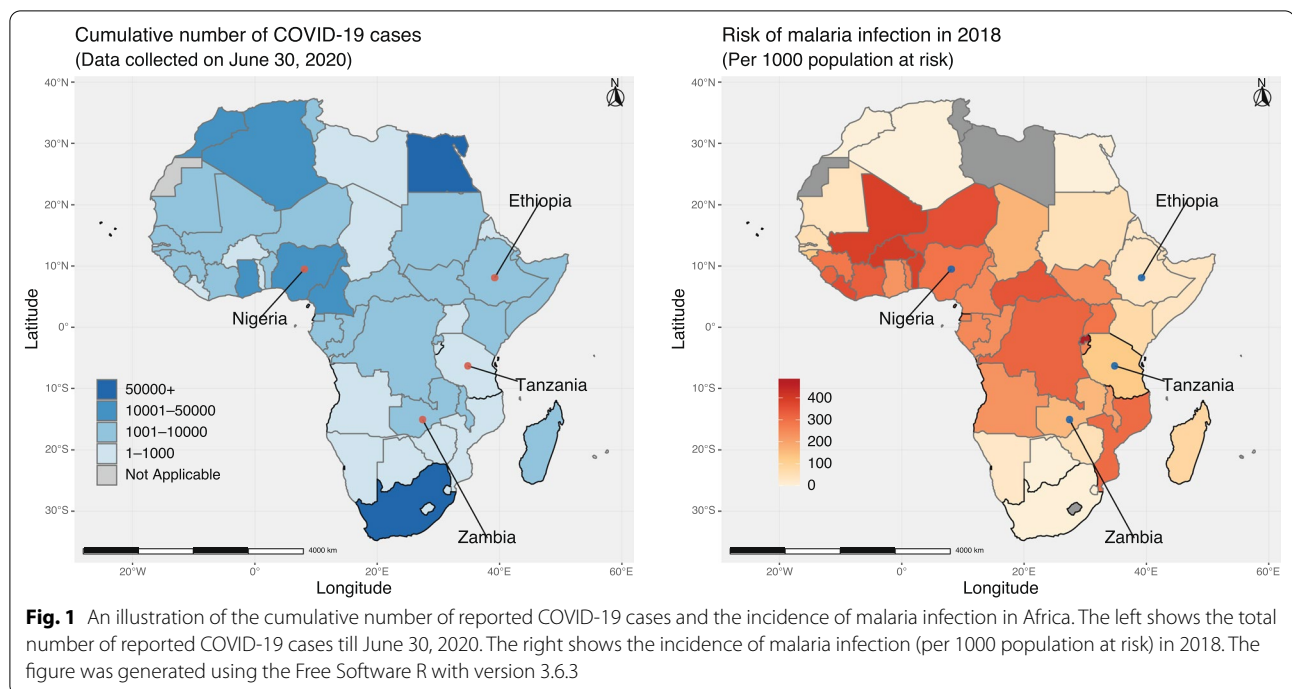 Cumulative number of COVID-19 cases
(Data collected on June 30, 2020)
N
40°N
30°N
20°N
10°N
0°
10°S
20°S
30°S
Latitude
Ethiopia
Nigeria
Tanzania
Zambia
50000+
10001–50000
1001–10000
1–1000
Not Applicable
4000 km
20°W
0°
20°E
40°E
60°E
Longitude
Risk of malaria infection in 2018
(Per 1000 population at risk)
N
40°N
30°N
20°N
10°N
0°
10°S
20°S
30°S
Latitude
Ethiopia
Nigeria
Tanzania
Zambia
400
300
200
100
0
4000 km
20°W
0°
20°E
40°E
60°E
Longitude
Fig. 1 An illustration of the cumulative number of reported COVID-19 cases and the incidence of malaria infection in Africa. The left shows the total
number of reported COVID-19 cases till June 30, 2020. The right shows the incidence of malaria infection (per 1000 population at risk) in 2018. The
figure was generated using the Free Software R with version 3.6.3